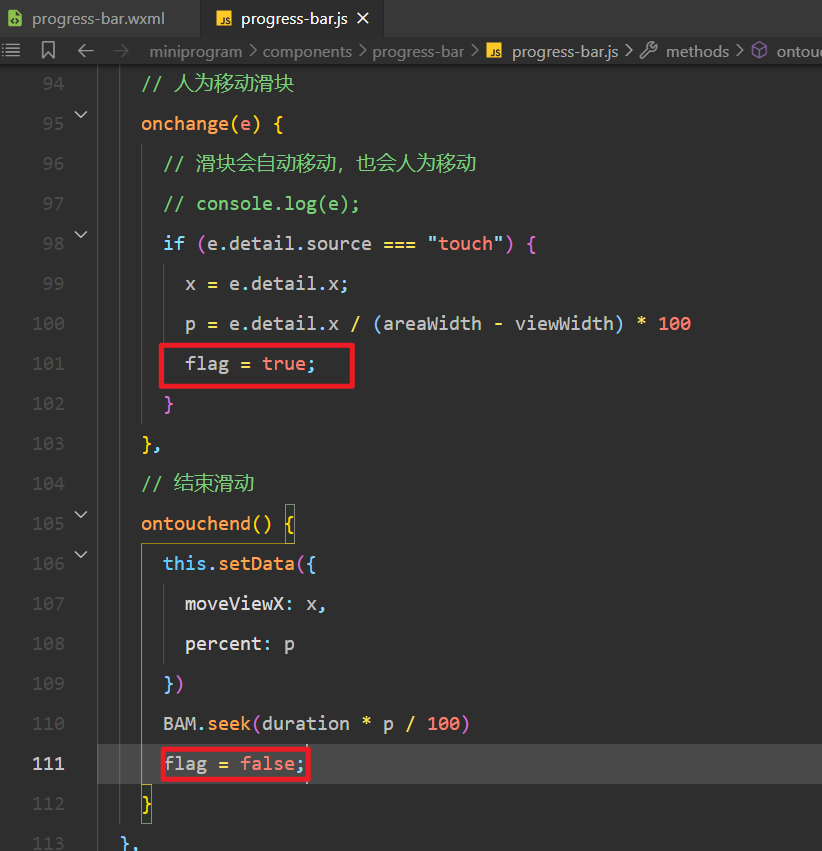 progress-bar.wxml JS progress-bar.js
miniprogram > components > progress-bar > JS progress-bar.js > methods > ontouc
94 // 人为移动滑块
95 onchange(e) {
96 // 滑块会自动移动，也会人为移动
97 // console.log(e);
98 if (e.detail.source === "touch") {
99 x = e.detail.x;
100 p = e.detail.x / (areaWidth - viewWidth) * 100
101 flag = true;
102 }
103 },
104 // 结束滑动
105 ontouchend() {
106 this.setData({
107 moveViewX: x,
108 percent: p
109 })
110 BAM.seek(duration * p / 100)
111 flag = false;
112 }
113 },